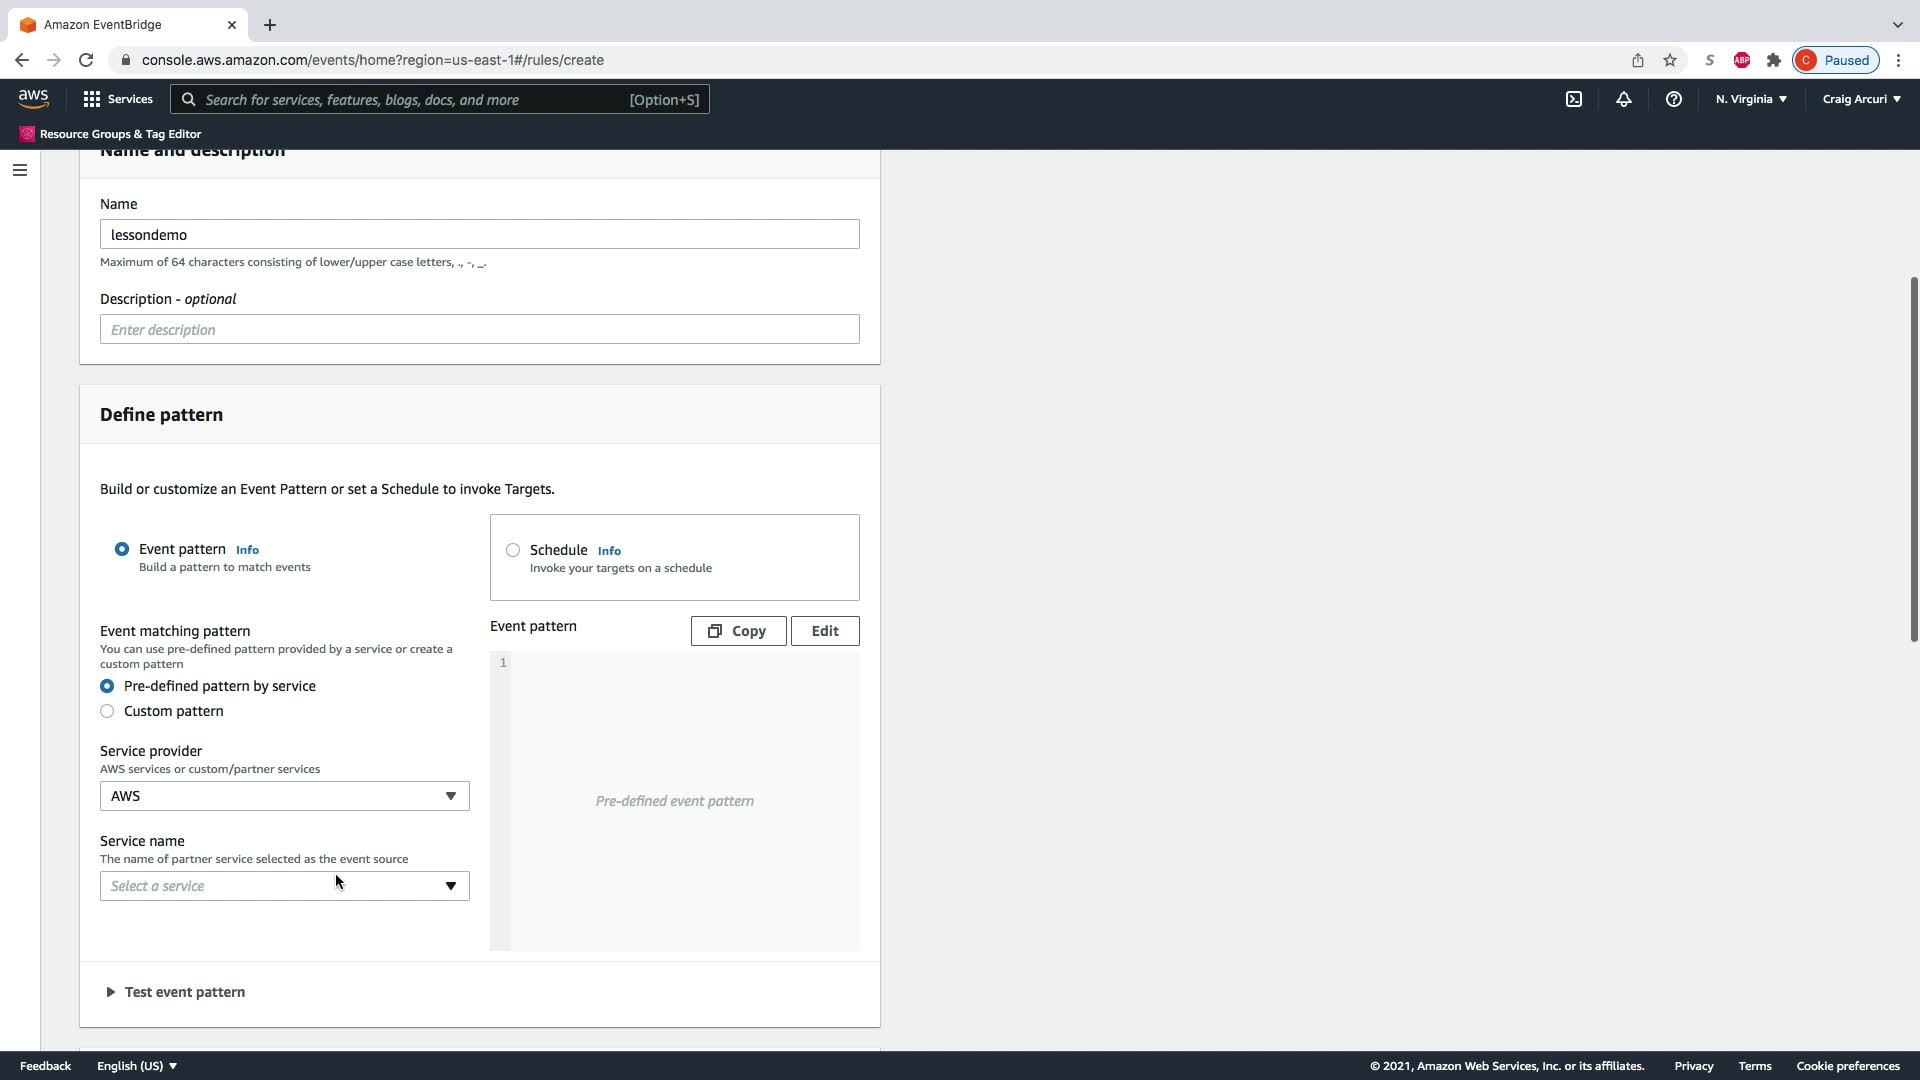 Amazon EventBridge
console.aws.amazon.com/events/home?region=us-east-1#/rules/create
S
ABP
C Paused
aws
Services
Search for services, features, blogs, docs, and more [Option+S]
N. Virginia
Craig Arcuri
Resource Groups & Tag Editor
Name and description
Name
lessondemo
Maximum of 64 characters consisting of lower/upper case letters, ., -, _.
Description - optional
Enter description
Define pattern
Build or customize an Event Pattern or set a Schedule to invoke Targets.
Event pattern Info
Build a pattern to match events
Schedule Info
Invoke your targets on a schedule
Event matching pattern
You can use pre-defined pattern provided by a service or create a
custom pattern
Pre-defined pattern by service
Custom pattern
Service provider
AWS services or custom/partner services
AWS
Service name
The name of partner service selected as the event source
Select a service
Event pattern
Copy
Edit
1
Pre-defined event pattern
Test event pattern
Feedback
English (US)
© 2021, Amazon Web Services, Inc. or its affiliates.
Privacy
Terms
Cookie preferences